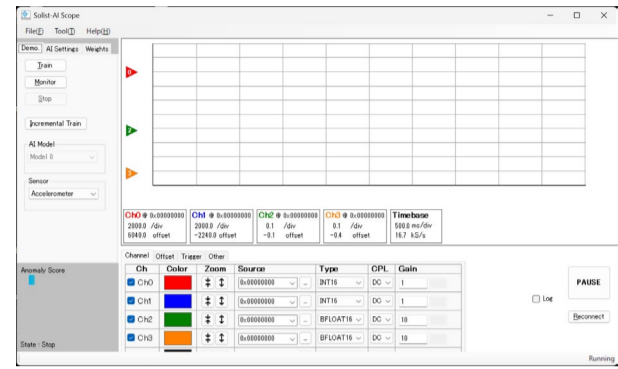 Solist-AI Scope
File(F) Tool(T) Help(H)
Demo. AI Settings Weights
Train
Monitor
Stop
Incremental Train
AI Model
Model 0
Sensor
Accelerometer
0
2
3
Ch0 @ 0x00000000 Ch1 @ 0x00000000 Ch2 @ 0x00000000 Ch3 @ 0x00000000 Timebase
2000.0 /div 2000.0 /div 0.1 /div 0.1 /div 500.0 ms/div
6040.0 offset -2240.0 offset -0.1 offset -0.4 offset 16.7 kS/s
Channel Offset Trigger Other
Ch Color Zoom Source Type CPL Gain
Ch0 0x00000000 ... INT16 DC 1
Ch1 0x00000000 ... INT16 DC 1
Ch2 0x00000000 ... BFLOAT16 DC 10
Ch3 0x00000000 ... BFLOAT16 DC 10
Anomaly Score
State : Stop
Log
PAUSE
Reconnect
Running